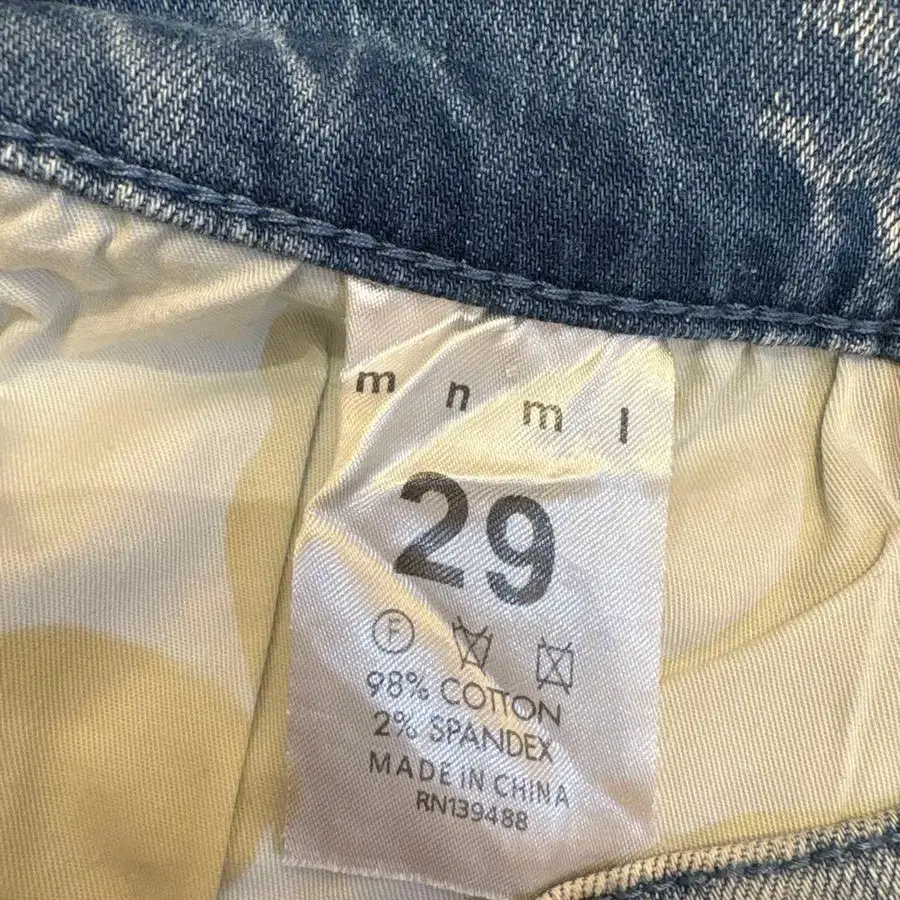 m n m l
29
F
98% COTTON
2% SPANDEX
MADE IN CHINA
RN139488